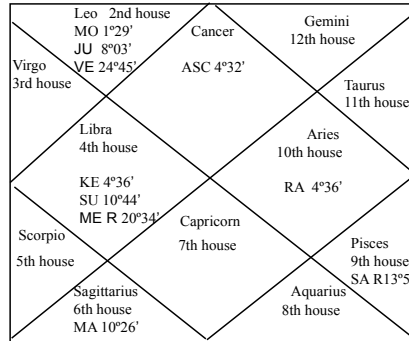 Leo 2nd house
MO 1º29’
JU 8º03’
VE 24º45’
Cancer
ASC 4º32’
Gemini
12th house
Virgo
3rd house
Taurus
11th house
Libra
4th house
KE 4º36’
SU 10º44’
ME R 20º34’
Aries
10th house
RA 4º36’
Capricorn
7th house
Scorpio
5th house
Pisces
9th house
SA R13º5
Sagittarius
6th house
MA 10º26’
Aquarius
8th house